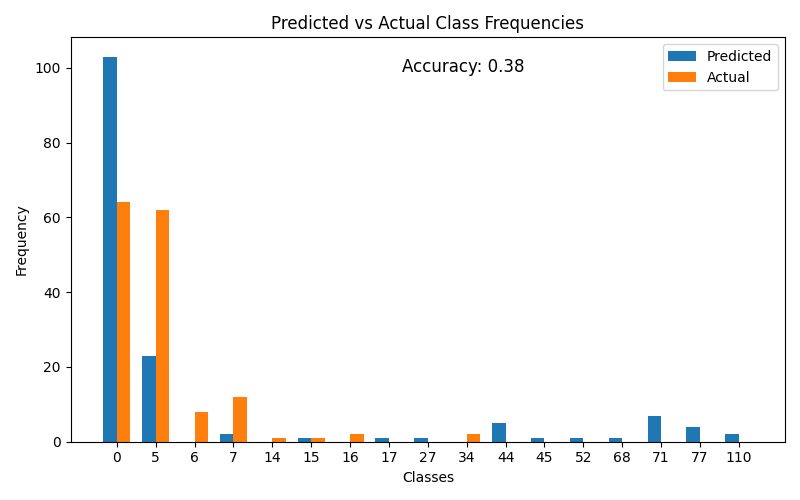 Predicted vs Actual Class Frequencies
Accuracy: 0.38
Predicted
Actual
Frequency
100
80
60
40
20
0
0 5 6 7 14 15 16 17 27 34 44 45 52 68 71 77 110
Classes